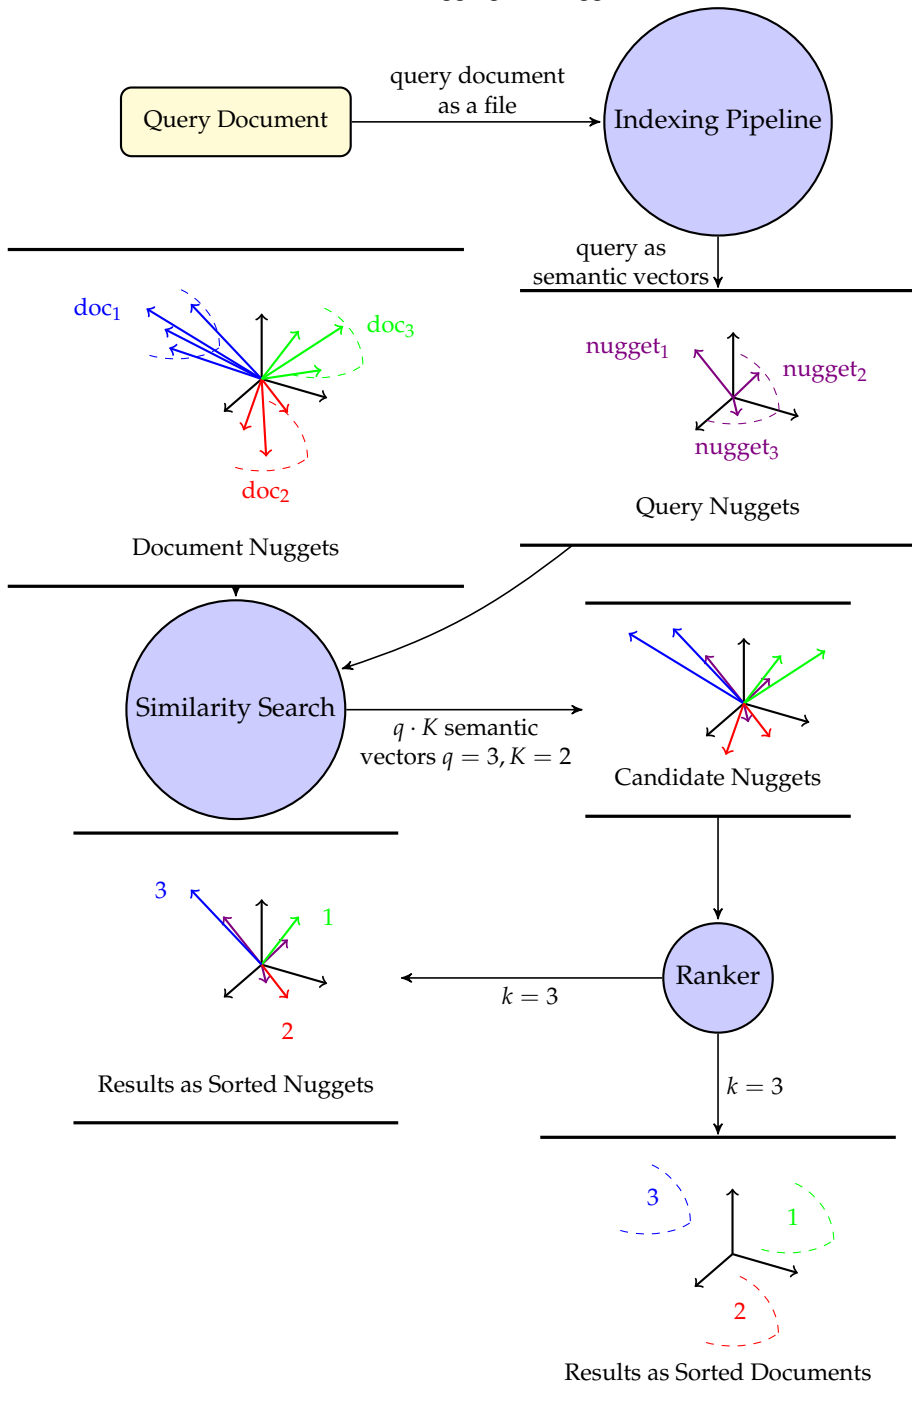 query document
as a file
Query Document
Indexing Pipeline
query as
semantic vectors
doc₁
doc₃
doc₂
Document Nuggets
nugget₁
nugget₂
nugget₃
Query Nuggets
Similarity Search
q · K semantic
vectors q = 3, K = 2
Candidate Nuggets
3
1
2
Results as Sorted Nuggets
Ranker
k = 3
k = 3
3
1
2
Results as Sorted Documents